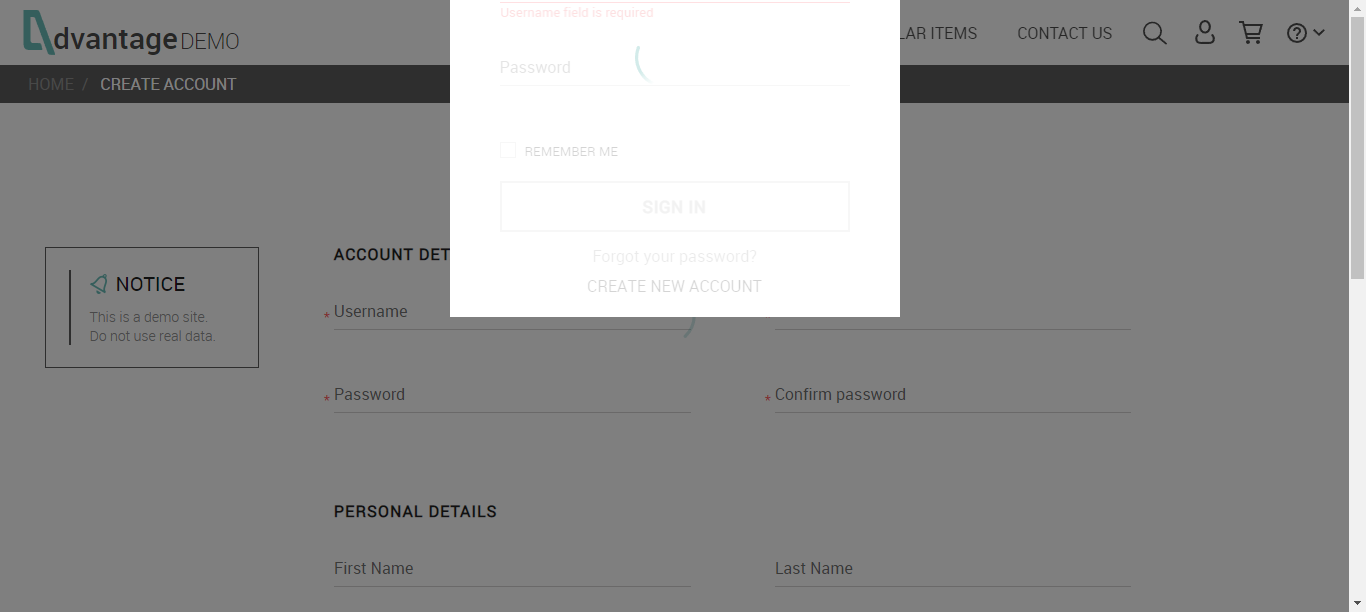 Username field is required
dvantage DEMO
LAR ITEMS
CONTACT US
Password
HOME / CREATE ACCOUNT
REMEMBER ME
SIGN IN
Forgot your password?
CREATE NEW ACCOUNT
ACCOUNT DET
NOTICE
This is a demo site.
Do not use real data.
* Username
* Password
* Confirm password
PERSONAL DETAILS
First Name
Last Name